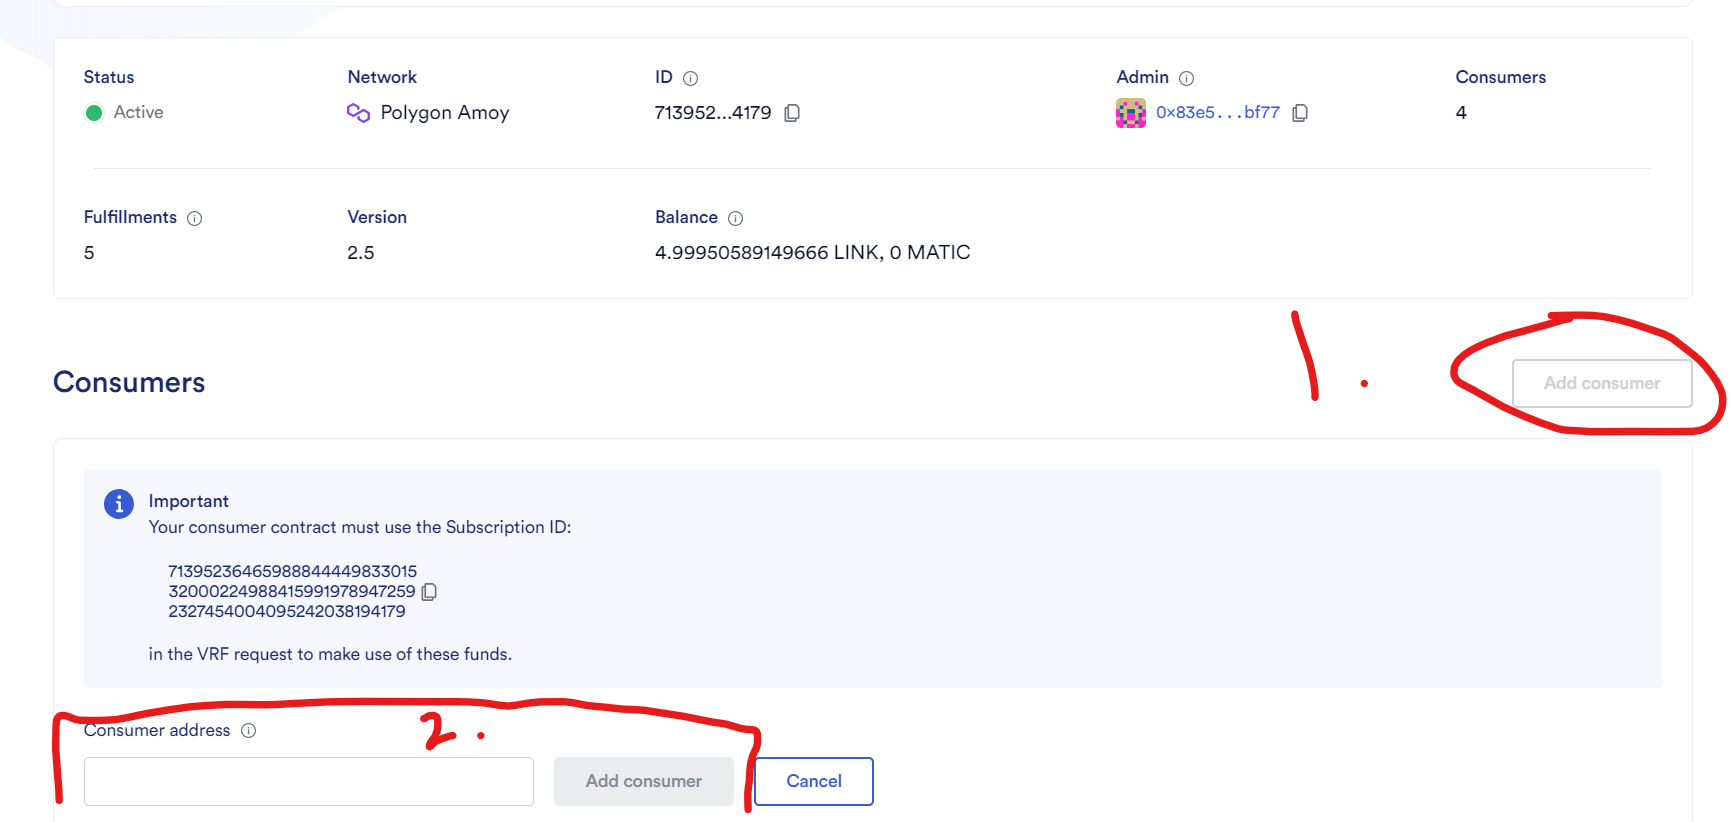 Status Network ID Admin Consumers
Active Polygon Amoy 713952...4179 0x83e5...bf77 4
Fulfillments Version Balance
5 2.5 4.99950589149666 LINK, 0 MATIC
1.
Consumers Add consumer
Important
Your consumer contract must use the Subscription ID:
71395236465988844449833015
32000224988415991978947259
2327454004095242038194179
in the VRF request to make use of these funds.
2.
Consumer address
Add consumer Cancel